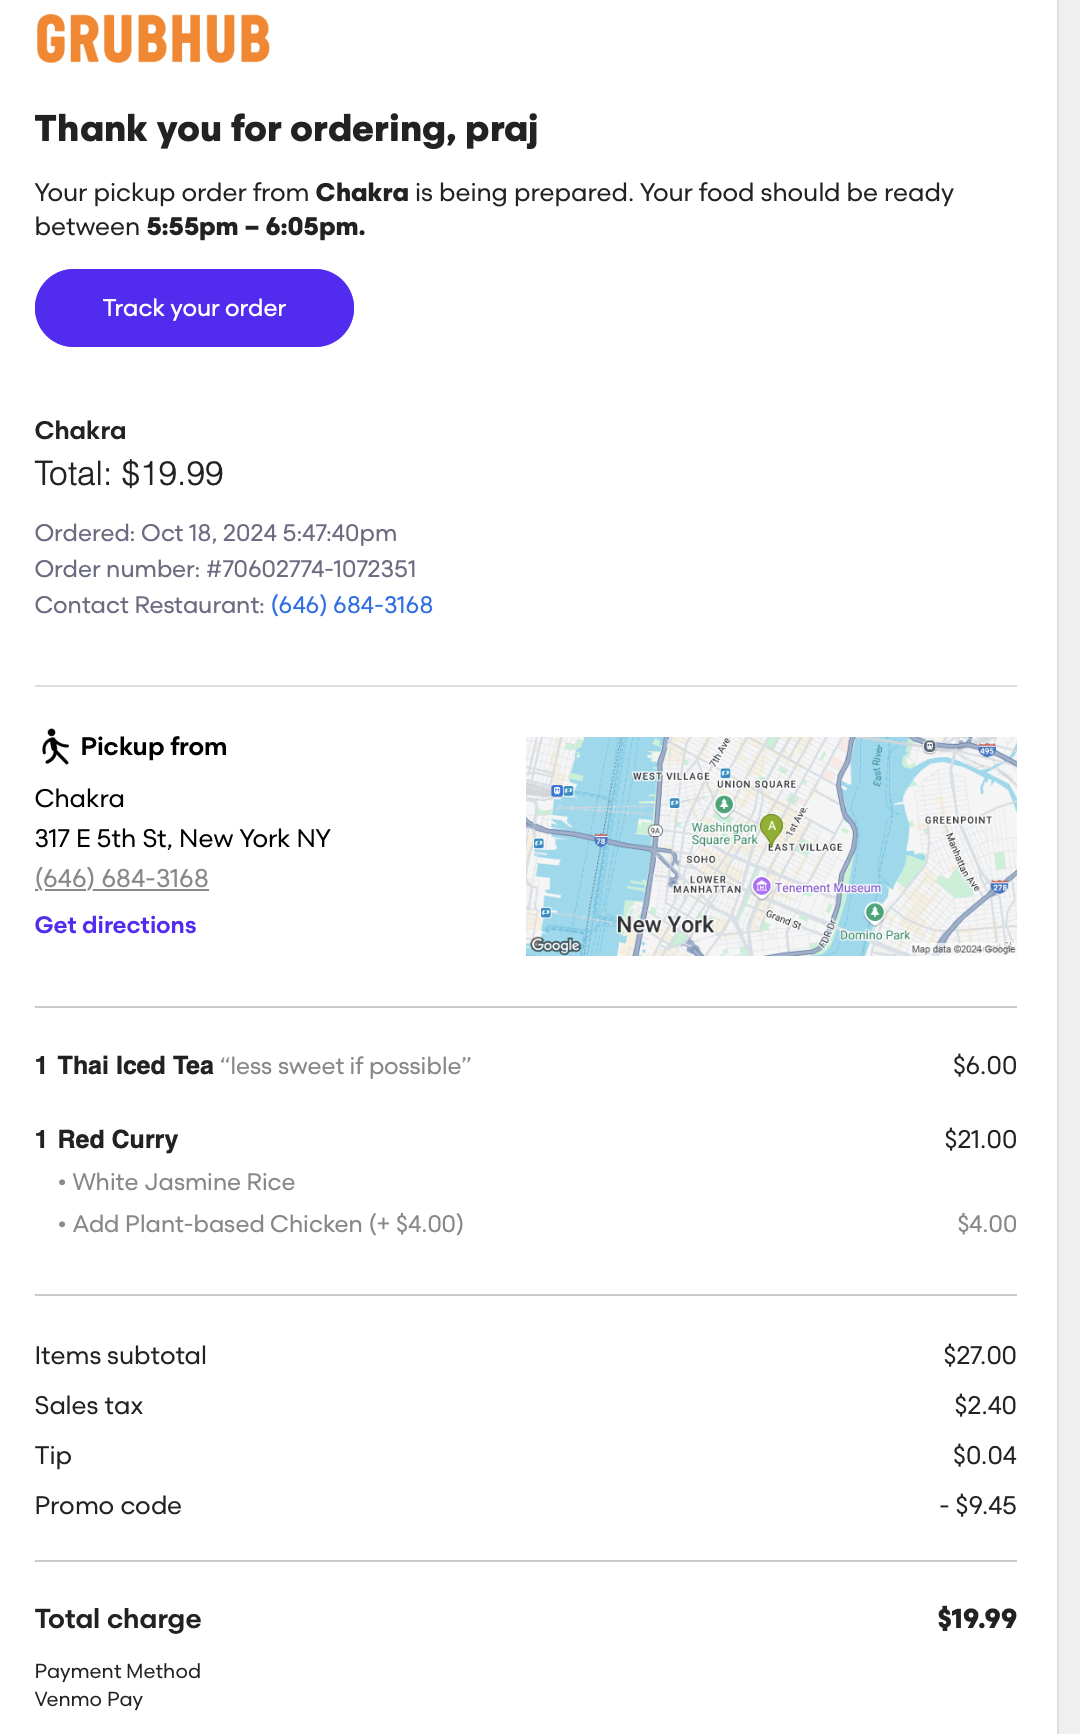 GRUBHUB
Thank you for ordering, praj
Your pickup order from Chakra is being prepared. Your food should be ready
between 5:55pm – 6:05pm.
Track your order
Chakra
Total: $19.99
Ordered: Oct 18, 2024 5:47:40pm
Order number: #70602774-1072351
Contact Restaurant: (646) 684-3168
Pickup from
Chakra
317 E 5th St, New York NY
(646) 684-3168
Get directions
7th Ave
East River
495
WEST VILLAGE
UNION SQUARE
9A
78
Washington
Square Park
A
1st Ave.
EAST VILLAGE
GREENPOINT
Manhattan Ave
SOHO
LOWER
MANHATTAN
Tenement Museum
278
New York
Grand St
FDR Dr
Domino Park
Google
Map data ©2024 Google
1 Thai Iced Tea “less sweet if possible” $6.00
1 Red Curry $21.00
• White Jasmine Rice
• Add Plant-based Chicken (+ $4.00) $4.00
Items subtotal $27.00
Sales tax $2.40
Tip $0.04
Promo code - $9.45
Total charge $19.99
Payment Method
Venmo Pay